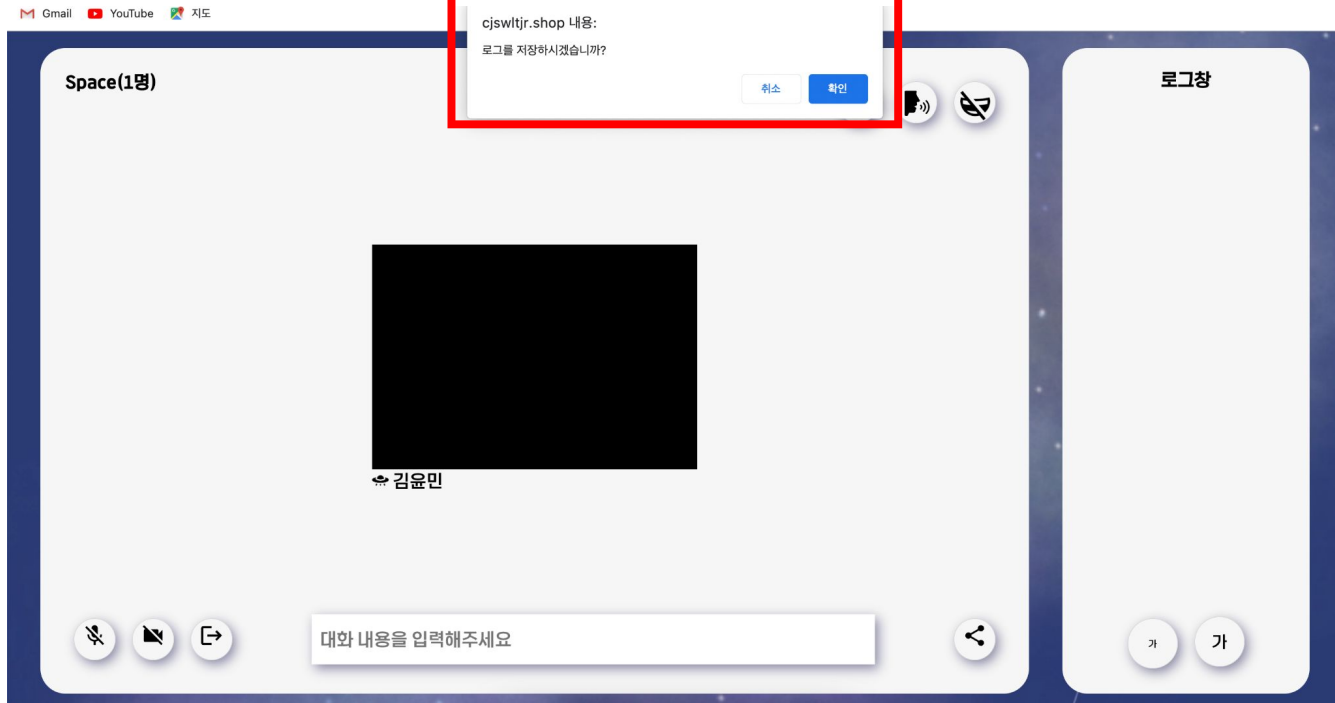 Gmail YouTube 지도
cjswltjr.shop 내용:
로그를 저장하시겠습니까?
취소 확인
Space(1명)
로그창
김윤민
대화 내용을 입력해주세요
가 가